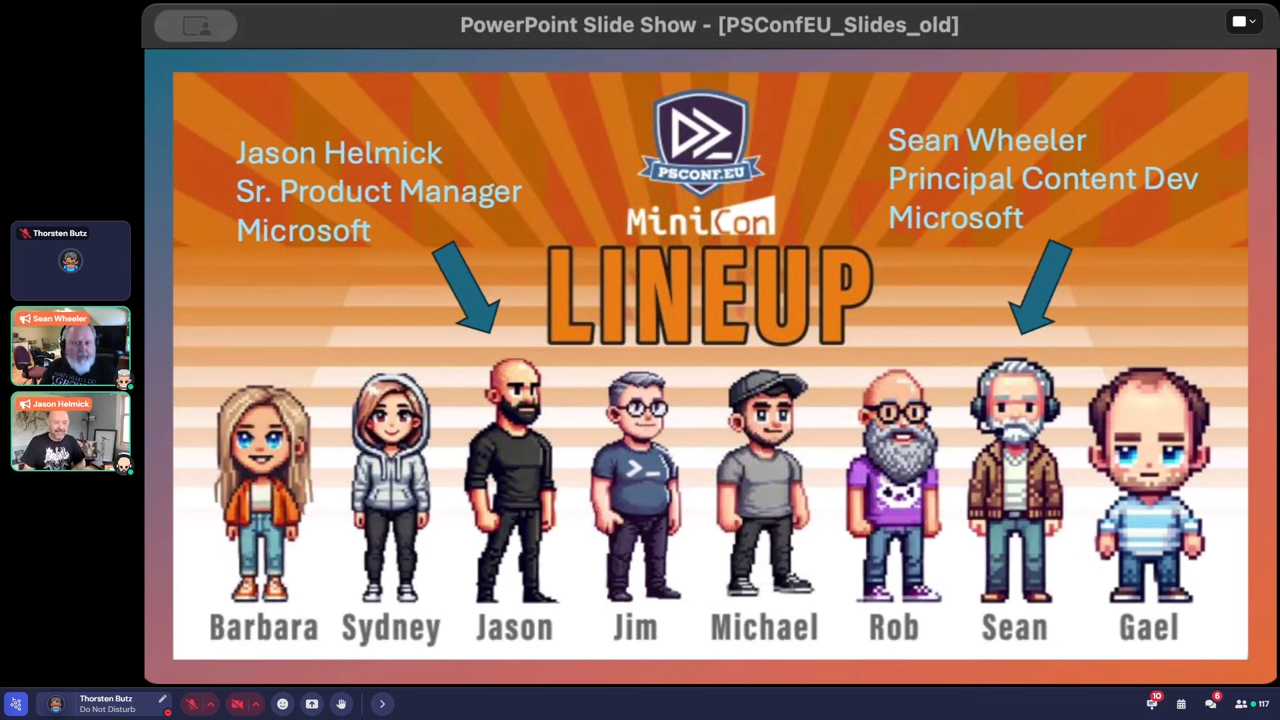 PowerPoint Slide Show - [PSConfEU_Slides_old]
Jason Helmick
Sr. Product Manager
Microsoft
PSCONF.EU
MiniCon
LINEUP
Sean Wheeler
Principal Content Dev
Microsoft
Barbara
Sydney
Jason
Jim
Michael
Rob
Sean
Gael
Thorsten Butz
Sean Wheeler
Jason Helmick
Thorsten Butz
Do Not Disturb
10
6
117